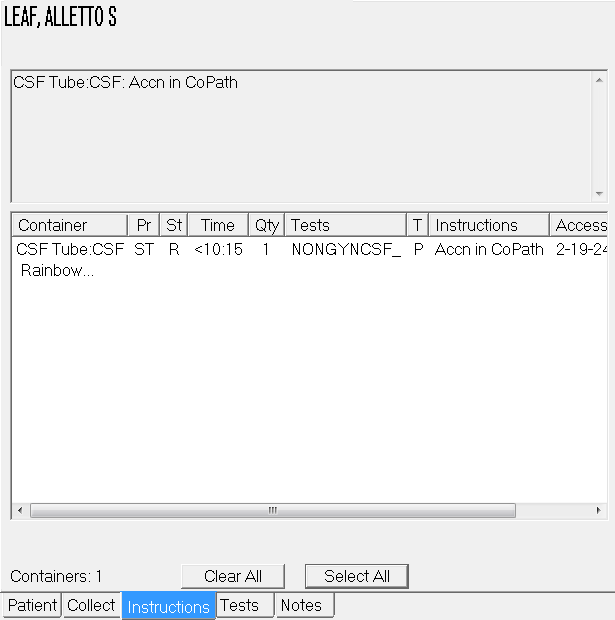 LEAF, ALLETTO S
CSF Tube:CSF: Accn in CoPath
Container Pr St Time Qty Tests T Instructions Access
CSF Tube:CSF ST R <10:15 1 NONGYNCSF_ P Accn in CoPath 2-19-24
Rainbow...
Containers: 1 Clear All Select All
Patient Collect Instructions Tests Notes